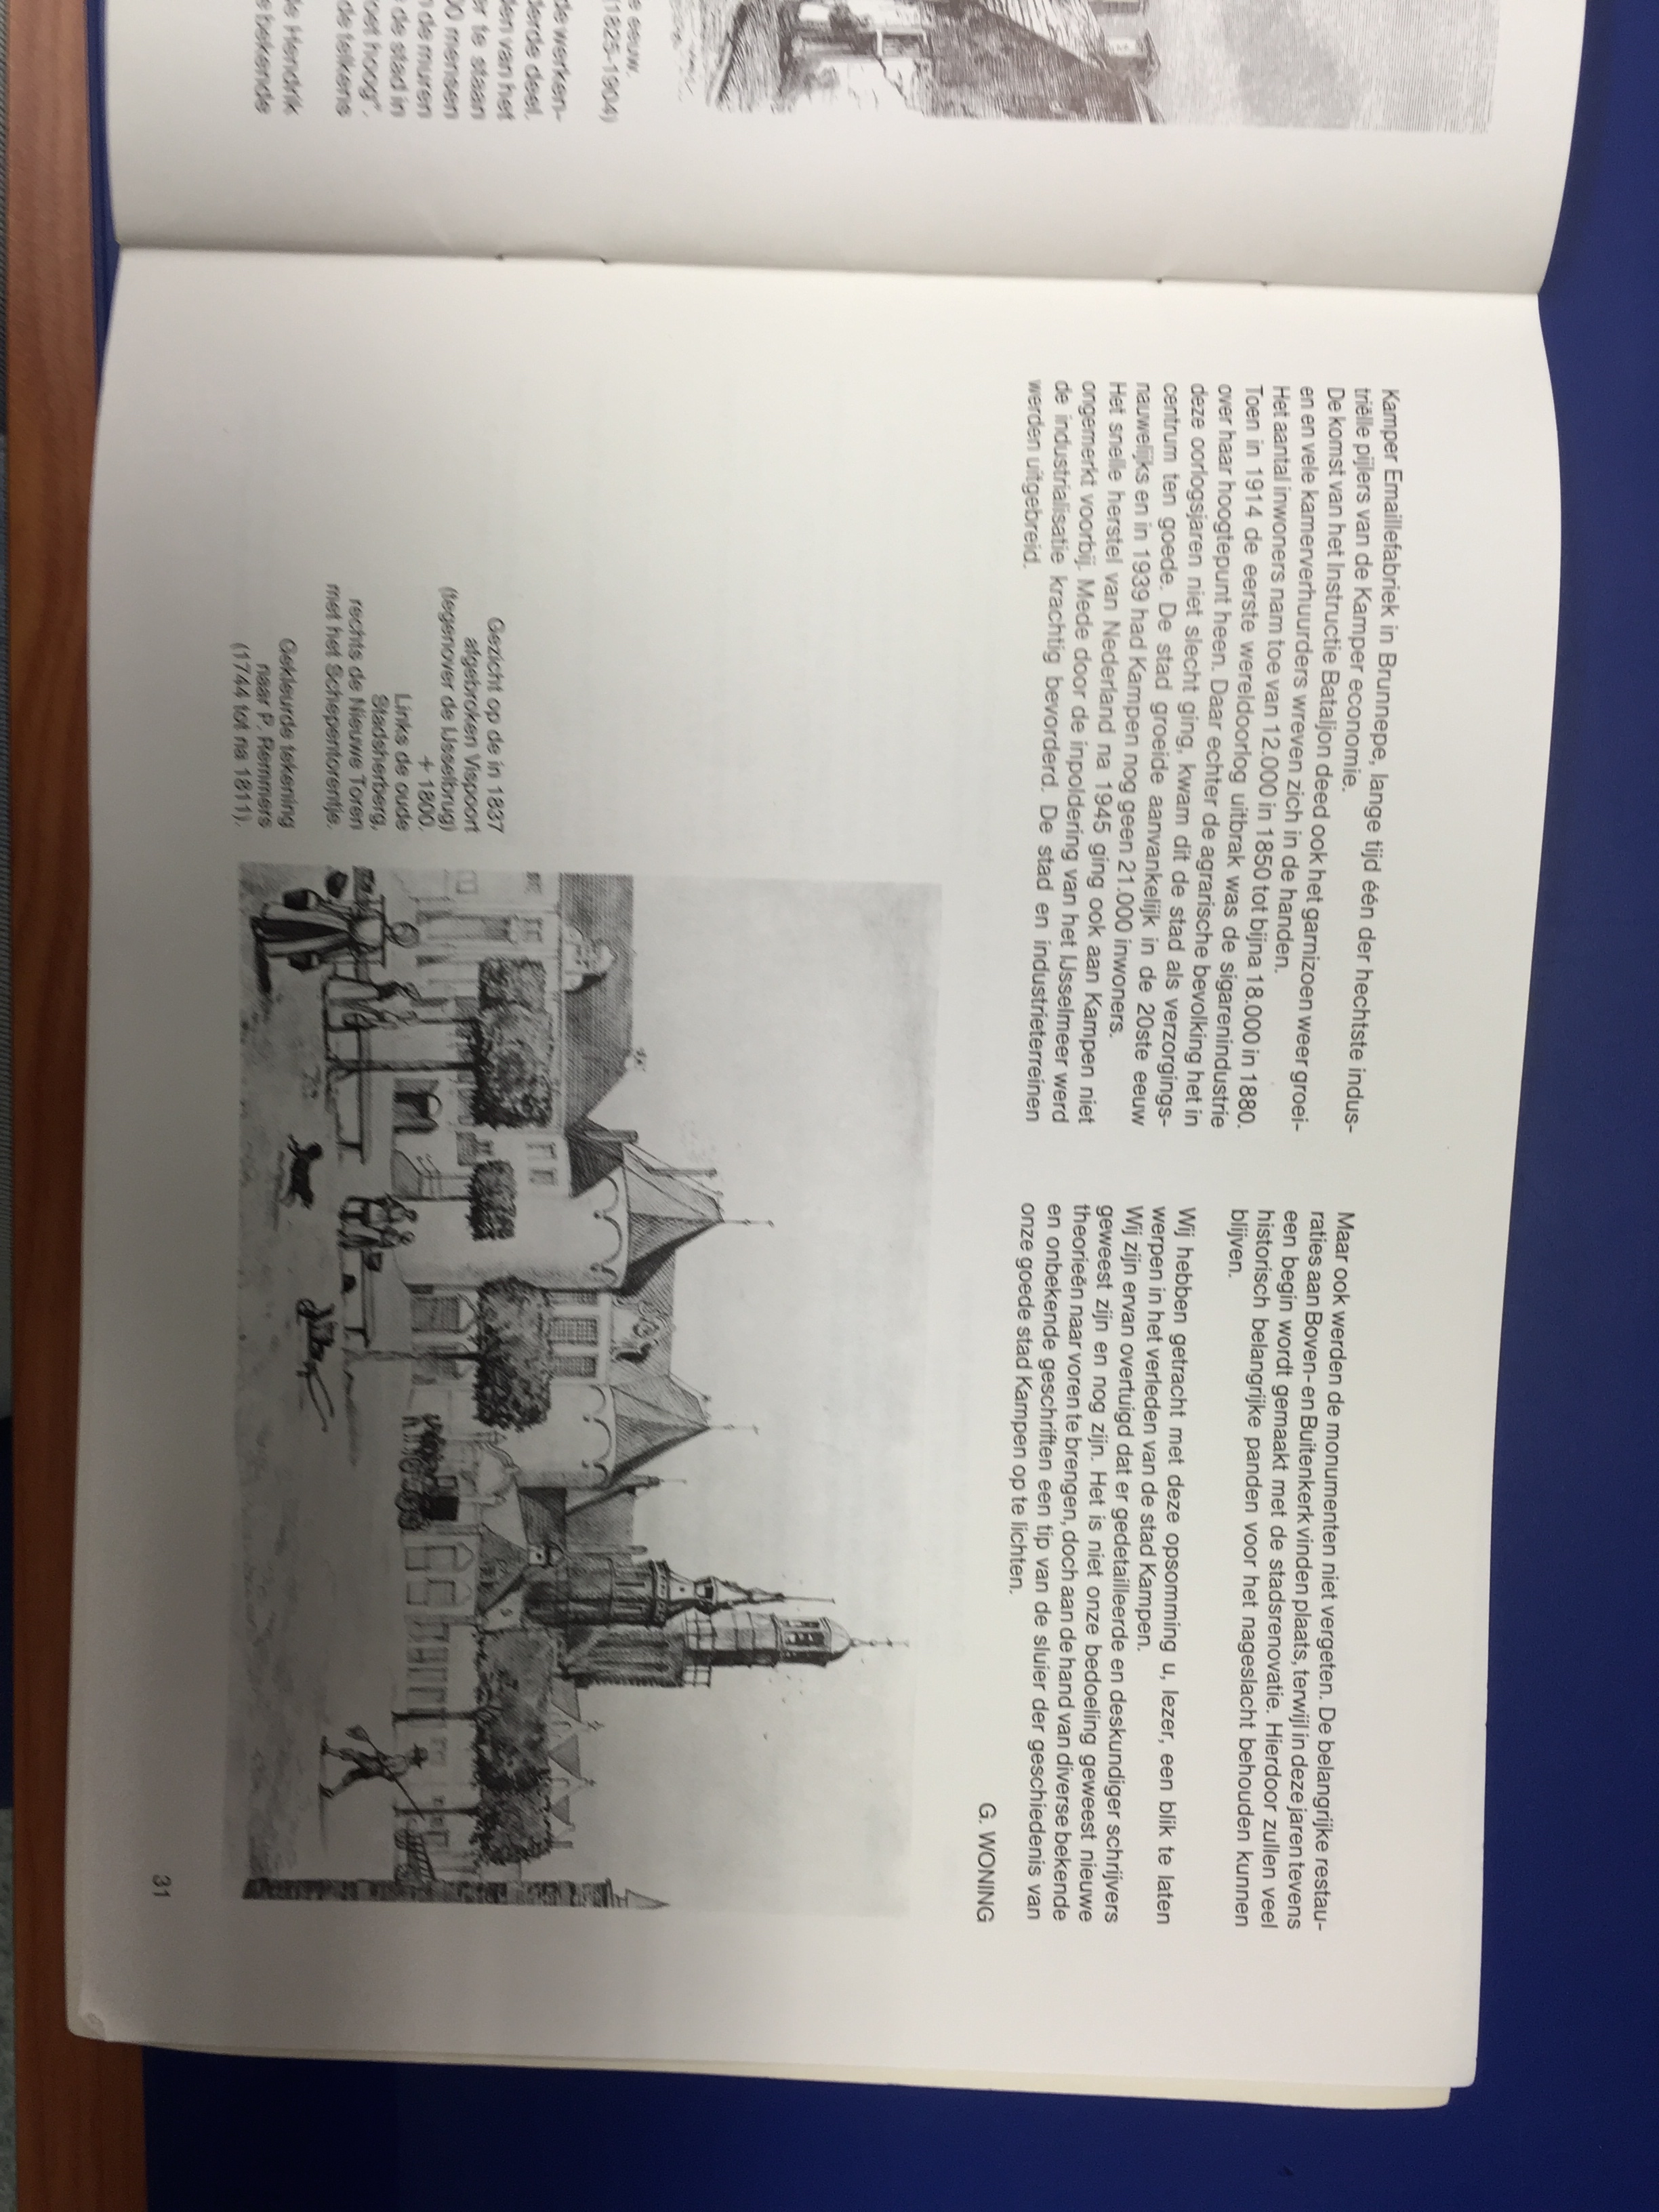 e eeuw.
(1825-1904)
de werken-
derde deel.
len van het
er te staan
00 mensen
n de muren
de stad in
oet hoog".
de telkens
de Hendrik
e bekende
Kamper Emaillefabriek in Brunnepe, lange tijd één der hechtste indus-
triële pijlers van de Kamper economie.
De komst van het Instructie Bataljon deed ook het garnizoen weer groei-
en en vele kamerverhuurders wreven zich in de handen.
Het aantal inwoners nam toe van 12.000 in 1850 tot bijna 18.000 in 1880.
Toen in 1914 de eerste wereldoorlog uitbrak was de sigarenindustrie
over haar hoogtepunt heen. Daar echter de agrarische bevolking het in
deze oorlogsjaren niet slecht ging, kwam dit de stad als verzorgings-
centrum ten goede. De stad groeide aanvankelijk in de 20ste eeuw
nauwelijks en in 1939 had Kampen nog geen 21.000 inwoners.
Het snelle herstel van Nederland na 1945 ging ook aan Kampen niet
ongemerkt voorbij. Mede door de inpoldering van het IJsselmeer werd
de industrialisatie krachtig bevorderd. De stad en industrieterreinen
werden uitgebreid.
Maar ook werden de monumenten niet vergeten. De belangrijke restau-
raties aan Boven- en Buitenkerk vinden plaats, terwijl in deze jaren tevens
een begin wordt gemaakt met de stadsrenovatie. Hierdoor zullen veel
historisch belangrijke panden voor het nageslacht behouden kunnen
blijven.
Wij hebben getracht met deze opsomming u, lezer, een blik te laten
werpen in het verleden van de stad Kampen.
Wij zijn ervan overtuigd dat er gedetailleerde en deskundiger schrijvers
geweest zijn en nog zijn. Het is niet onze bedoeling geweest nieuwe
theorieën naar voren te brengen, doch aan de hand van diverse bekende
en onbekende geschriften een tip van de sluier der geschiedenis van
onze goede stad Kampen op te lichten.
G. WONING
Gezicht op de in 1837
afgebroken Vispoort
(tegenover de IJsselbrug)
+ 1800.
Links de oude
Stadsherberg,
rechts de Nieuwe Toren
met het Schepentorentje.
Gekleurde tekening
naar P. Remmers
(1744 tot na 1811).
31